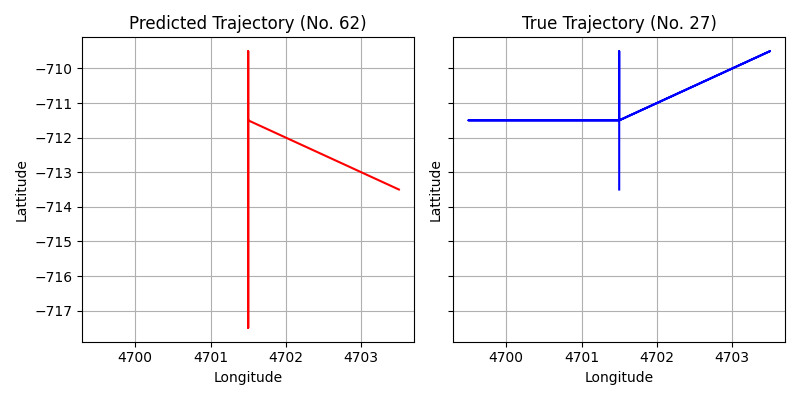 Predicted Trajectory (No. 62)
True Trajectory (No. 27)
Lattitude
−710
−711
−712
−713
−714
−715
−716
−717
4700 4701 4702 4703
Longitude
Lattitude
4700 4701 4702 4703
Longitude